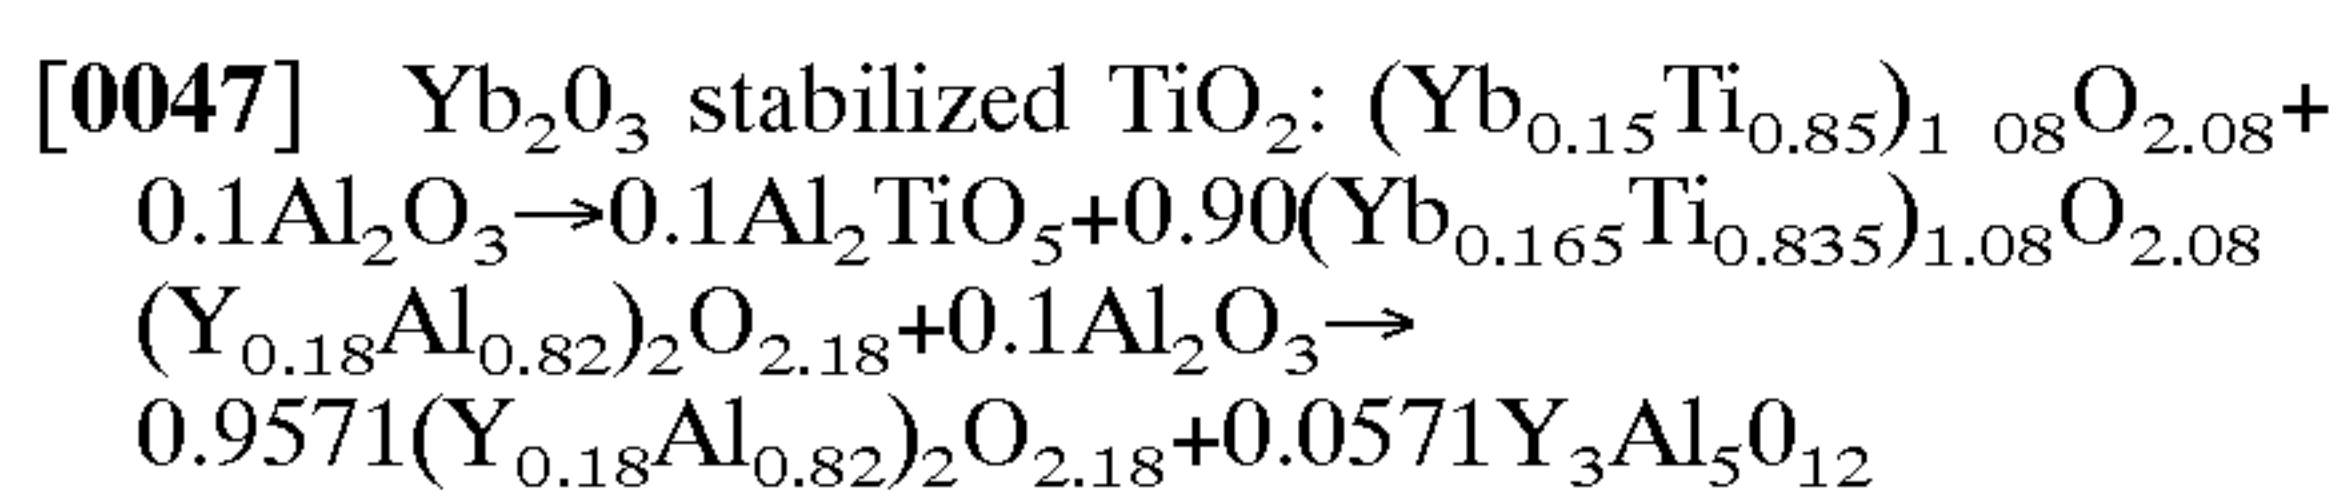 [0047] Yb₂0₃ stabilized TiO₂: (Yb₀.₁₅Ti₀.₈₅)₁ ₀₈O₂.₀₈+
0.1Al₂O₃→0.1Al₂TiO₅+0.90(Yb₀.₁₆₅Ti₀.₈₃₅)₁.₀₈O₂.₀₈
(Y₀.₁₈Al₀.₈₂)₂O₂.₁₈+0.1Al₂O₃→
0.9571(Y₀.₁₈Al₀.₈₂)₂O₂.₁₈+0.0571Y₃Al₅0₁₂